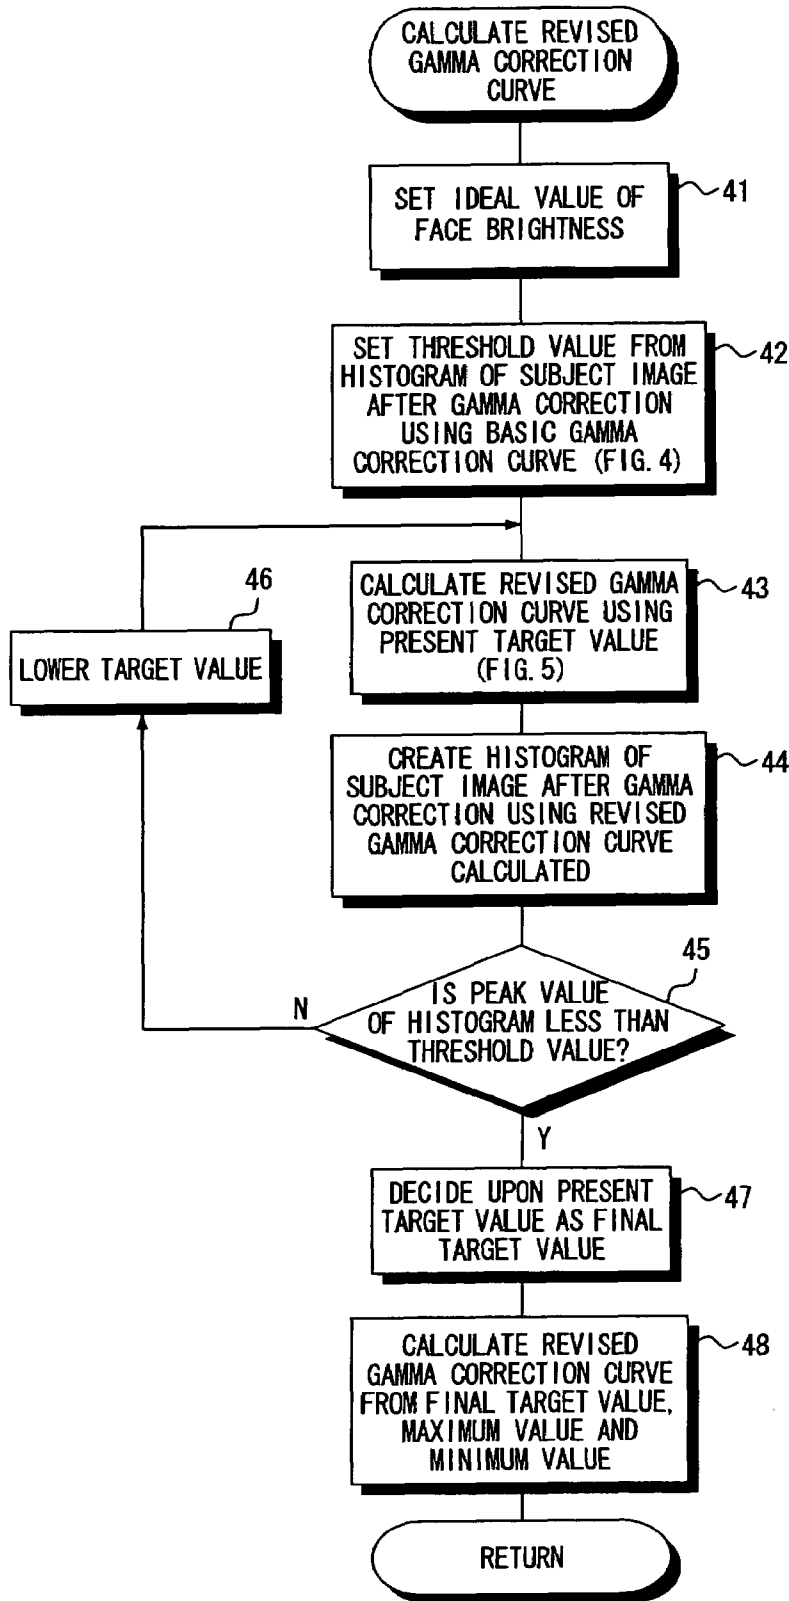 CALCULATE REVISED
GAMMA CORRECTION
CURVE
41
SET IDEAL VALUE OF
FACE BRIGHTNESS
42
SET THRESHOLD VALUE FROM
HISTOGRAM OF SUBJECT IMAGE
AFTER GAMMA CORRECTION
USING BASIC GAMMA
CORRECTION CURVE (FIG. 4)
46
LOWER TARGET VALUE
43
CALCULATE REVISED GAMMA
CORRECTION CURVE USING
PRESENT TARGET VALUE
(FIG. 5)
44
CREATE HISTOGRAM OF
SUBJECT IMAGE AFTER GAMMA
CORRECTION USING REVISED
GAMMA CORRECTION CURVE
CALCULATED
45
N
IS PEAK VALUE
OF HISTOGRAM LESS THAN
THRESHOLD VALUE?
Y
47
DECIDE UPON PRESENT
TARGET VALUE AS FINAL
TARGET VALUE
48
CALCULATE REVISED
GAMMA CORRECTION CURVE
FROM FINAL TARGET VALUE,
MAXIMUM VALUE AND
MINIMUM VALUE
RETURN